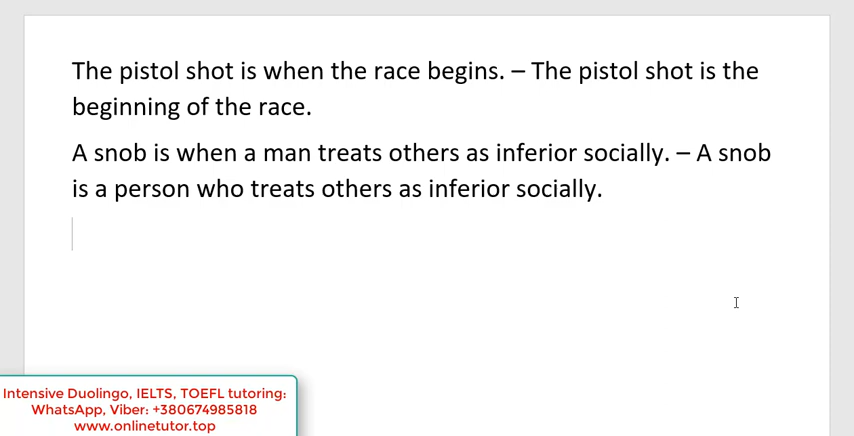 The pistol shot is when the race begins. – The pistol shot is the
beginning of the race.
A snob is when a man treats others as inferior socially. – A snob
is a person who treats others as inferior socially.
Intensive Duolingo, IELTS, TOEFL tutoring:
WhatsApp, Viber: +380674985818
www.onlinetutor.top